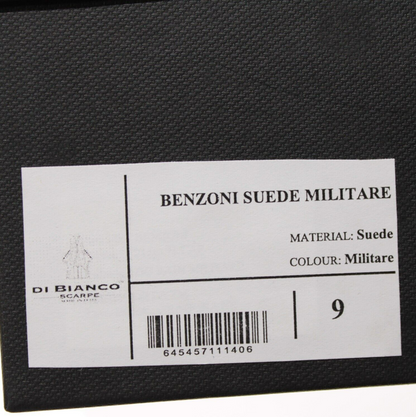 BENZONI SUEDE MILITARE
MATERIAL: Suede
COLOUR: Militare
DI BIANCO
SCARPE
9
645457111406